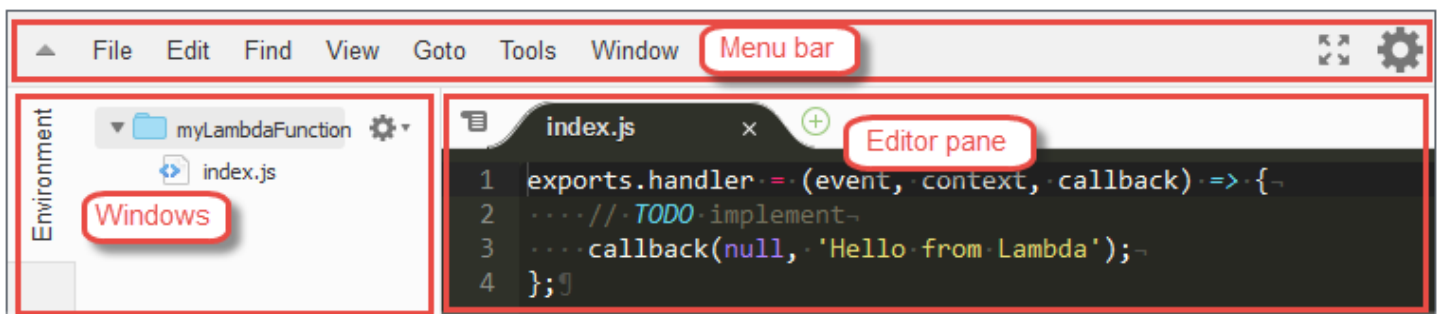 File Edit Find View Goto Tools Window Menu bar
Environment
myLambdaFunction
index.js
Windows
index.js ×
Editor pane
1 exports.handler = (event, context, callback) => {
2 // TODO implement
3 callback(null, 'Hello from Lambda');
4 };